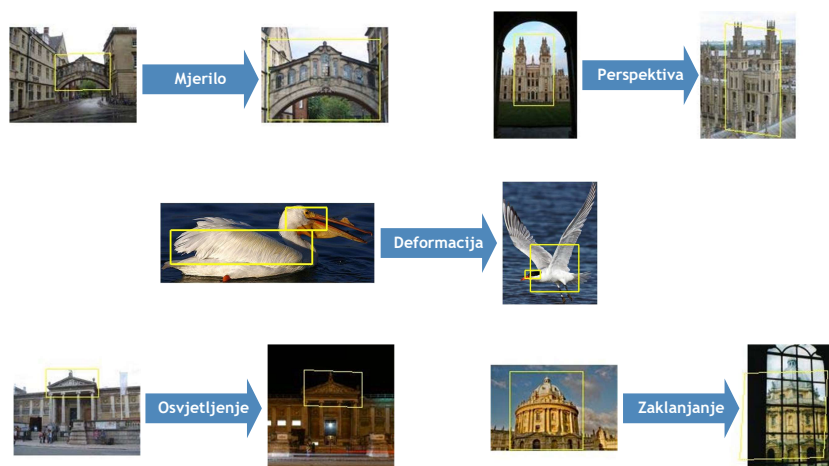 Mjerilo
Perspektiva
Deformacija
Osvjetljenje
Zaklanjanje